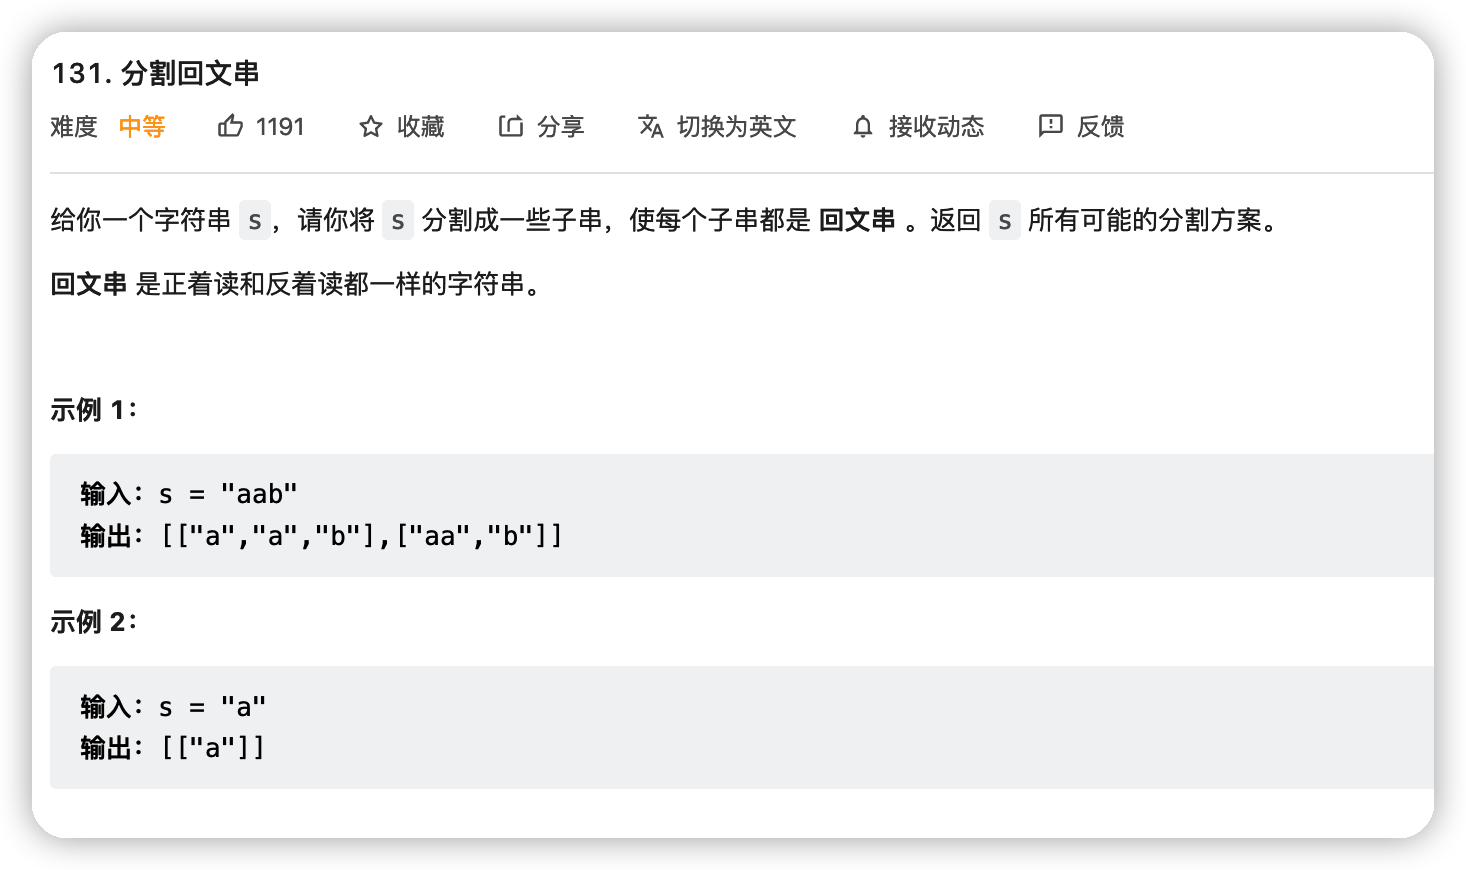 131. 分割回文串
难度 中等 1191 收藏 分享 切换为英文 接收动态 反馈
给你一个字符串 s，请你将 s 分割成一些子串，使每个子串都是 回文串 。返回 s 所有可能的分割方案。
回文串 是正着读和反着读都一样的字符串。
示例 1：
输入：s = "aab"
输出：[["a","a","b"],["aa","b"]]
示例 2：
输入：s = "a"
输出：[["a"]]